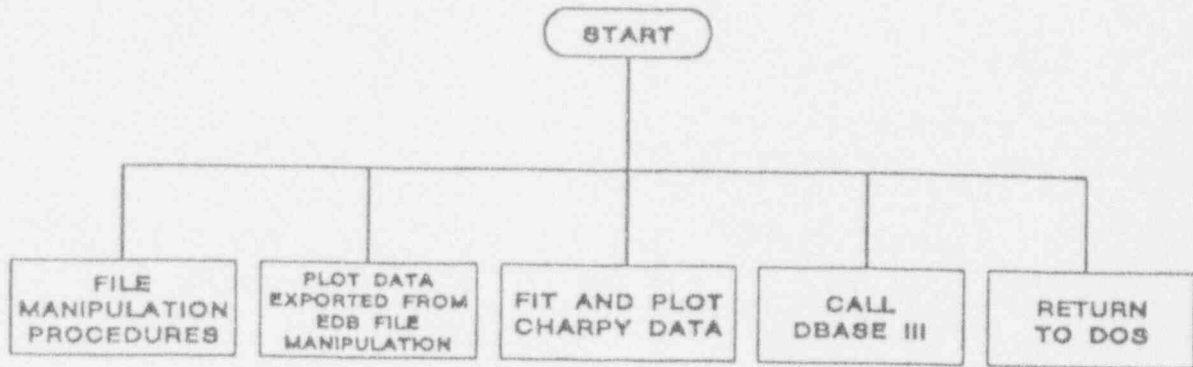 START
FILE
MANIPULATION
PROCEDURES
PLOT DATA
EXPORTED FROM
EDB FILE
MANIPULATION
FIT AND PLOT
CHARPY DATA
CALL
DBASE III
RETURN
TO DOS